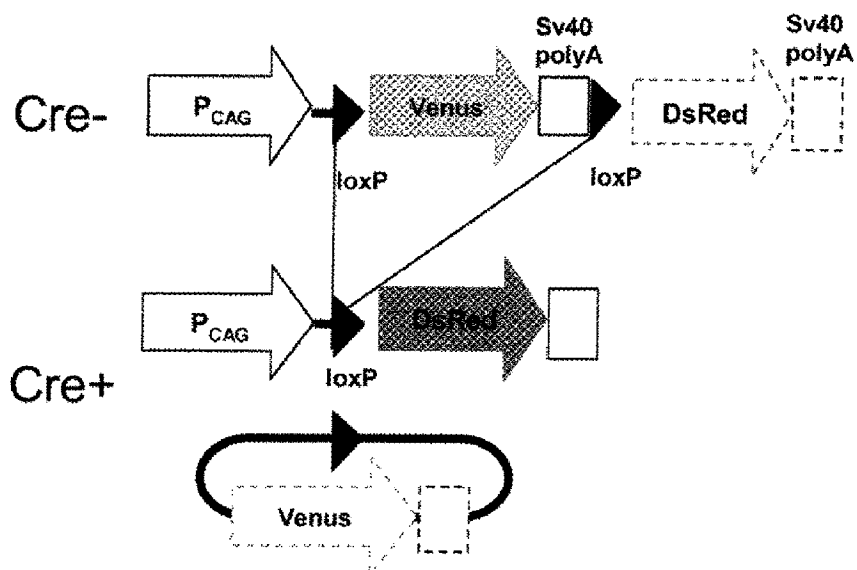 Sv40
polyA
Sv40
polyA
Cre-
PCAG
Venus
DsRed
loxP
loxP
PCAG
DsRed
loxP
Cre+
Venus